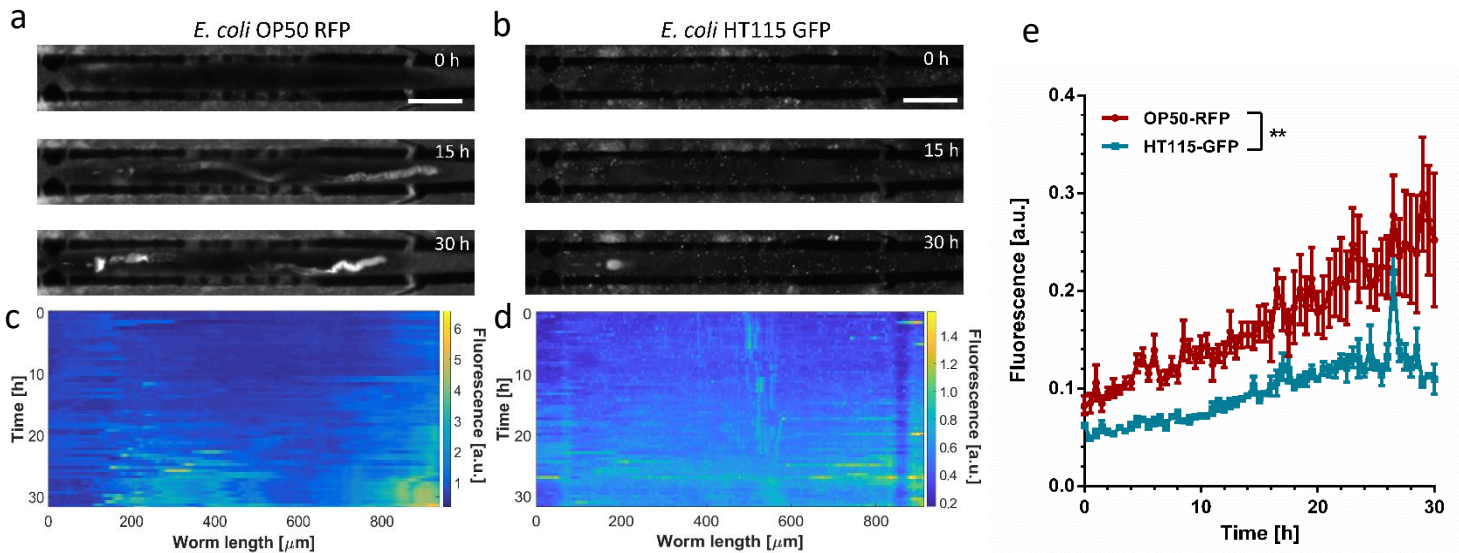 a
E. coli OP50 RFP
0 h
15 h
30 h
b
E. coli HT115 GFP
0 h
15 h
30 h
c
0
10
20
30
Time [h]
0
200
400
600
800
Worm length [μm]
6
5
4
3
2
1
Fluorescence [a.u.]
d
0
10
20
30
Time [h]
0
200
400
600
800
Worm length [μm]
1.4
1.2
1.0
0.8
0.6
0.4
0.2
Fluorescence [a.u.]
e
OP50-RFP
HT115-GFP
**
0.4
0.3
0.2
0.1
0.0
Fluorescence [a.u.]
0
10
20
30
Time [h]